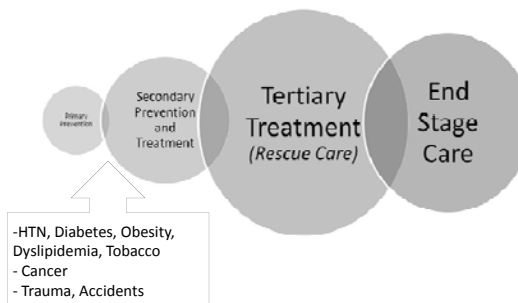 Primary
Prevention
Secondary
Prevention
and
Treatment
Tertiary
Treatment
(Rescue Care)
End
Stage
Care
-HTN, Diabetes, Obesity,
Dyslipidemia, Tobacco
- Cancer
- Trauma, Accidents